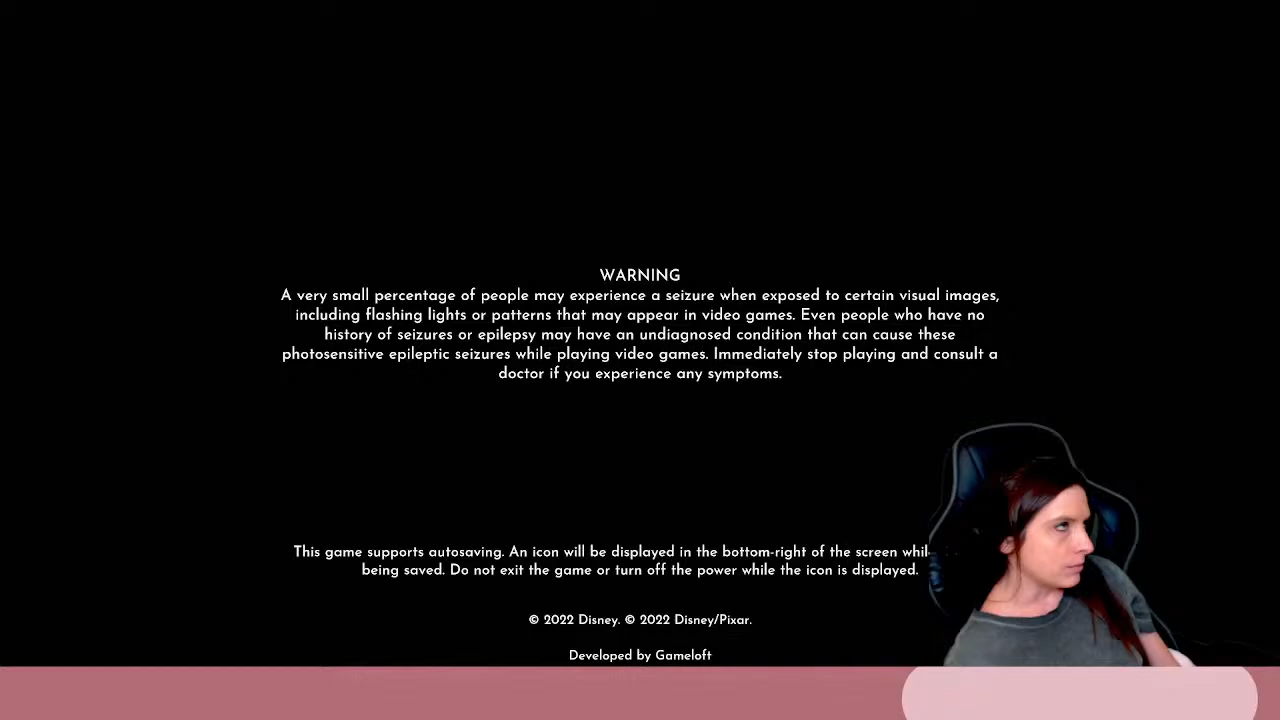 WARNING
A very small percentage of people may experience a seizure when exposed to certain visual images,
including flashing lights or patterns that may appear in video games. Even people who have no
history of seizures or epilepsy may have an undiagnosed condition that can cause these
photosensitive epileptic seizures while playing video games. Immediately stop playing and consult a
doctor if you experience any symptoms.
This game supports autosaving. An icon will be displayed in the bottom-right of the screen
being saved. Do not exit the game or turn off the power while the icon is displayed.
© 2022 Disney. © 2022 Disney/Pixar.
Developed by Gameloft